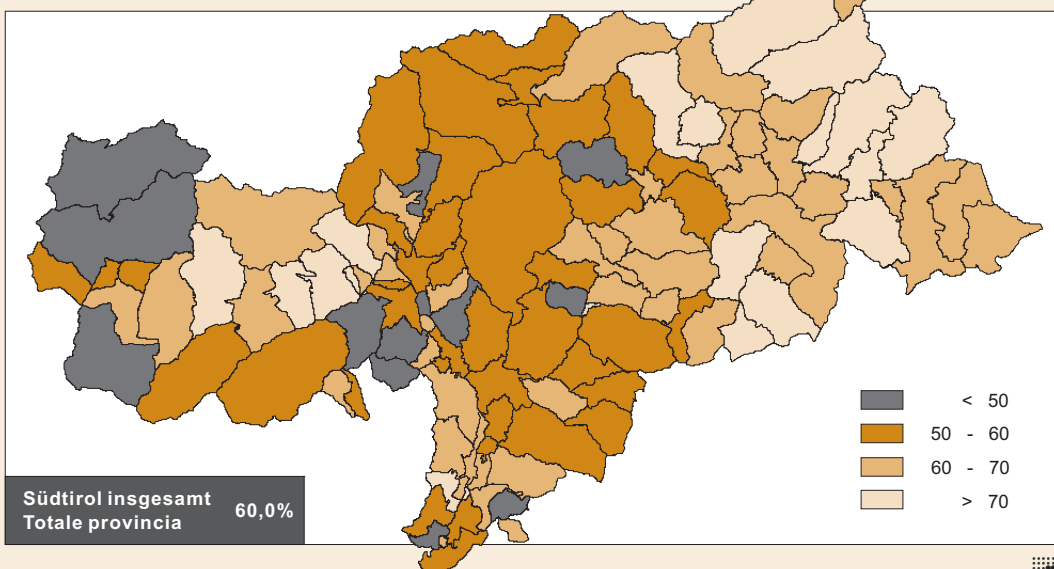 < 50
50 - 60
60 - 70
> 70
Südtirol insgesamt
Totale provincia
60,0%